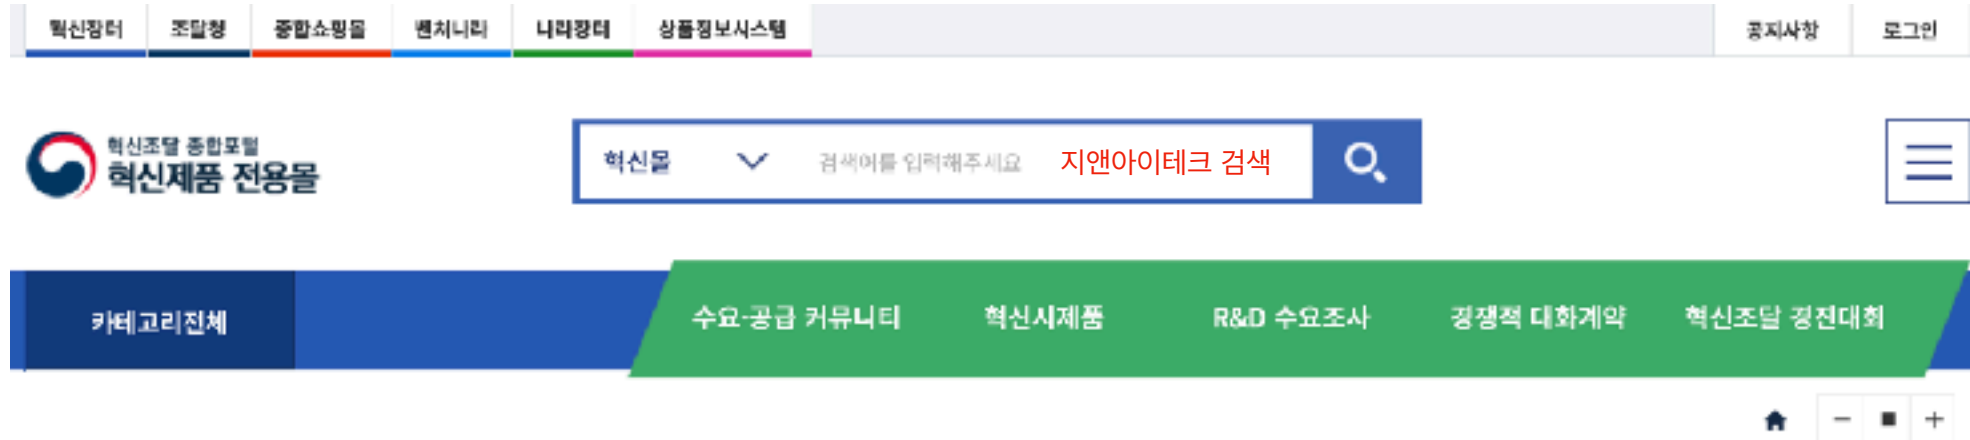 혁신장터 조달청 종합쇼핑몰 벤처나라 나라장터 상품정보시스템 공지사항 로그인
혁신조달 종합포털
혁신제품 전용몰
혁신몰 검색어를 입력해주세요 지앤아이테크 검색
카테고리전체 수요·공급 커뮤니티 혁신시제품 R&D 수요조사 경쟁적 대화계약 혁신조달 경진대회